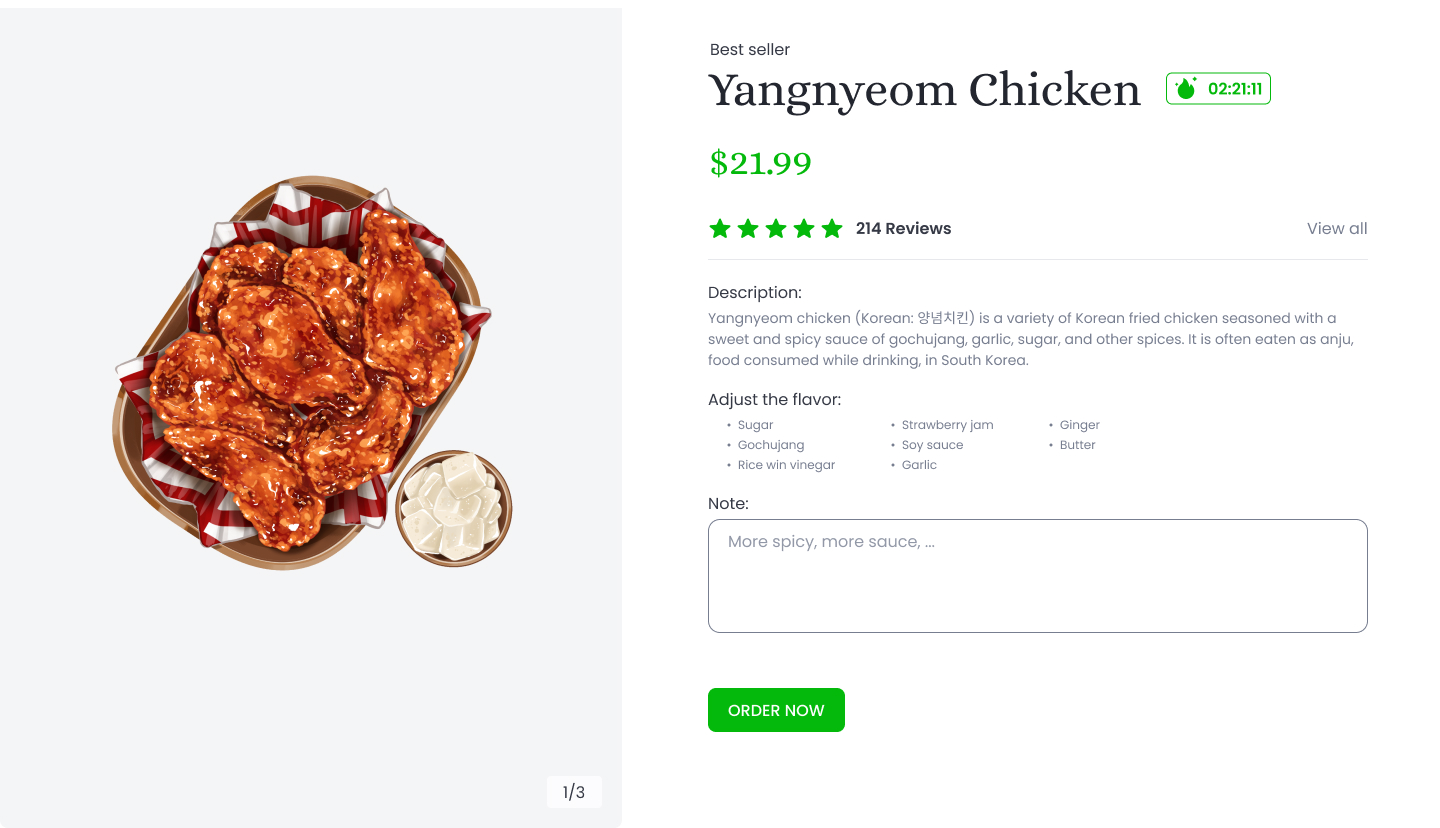 Best seller
Yangnyeom Chicken
02:21:11
$21.99
214 Reviews
View all
Description:
Yangnyeom chicken (Korean: 양념치킨) is a variety of Korean fried chicken seasoned with a
sweet and spicy sauce of gochujang, garlic, sugar, and other spices. It is often eaten as anju,
food consumed while drinking, in South Korea.
Adjust the flavor:
• Sugar
• Gochujang
• Rice win vinegar
• Strawberry jam
• Soy sauce
• Garlic
• Ginger
• Butter
Note:
More spicy, more sauce, ...
ORDER NOW
1/3